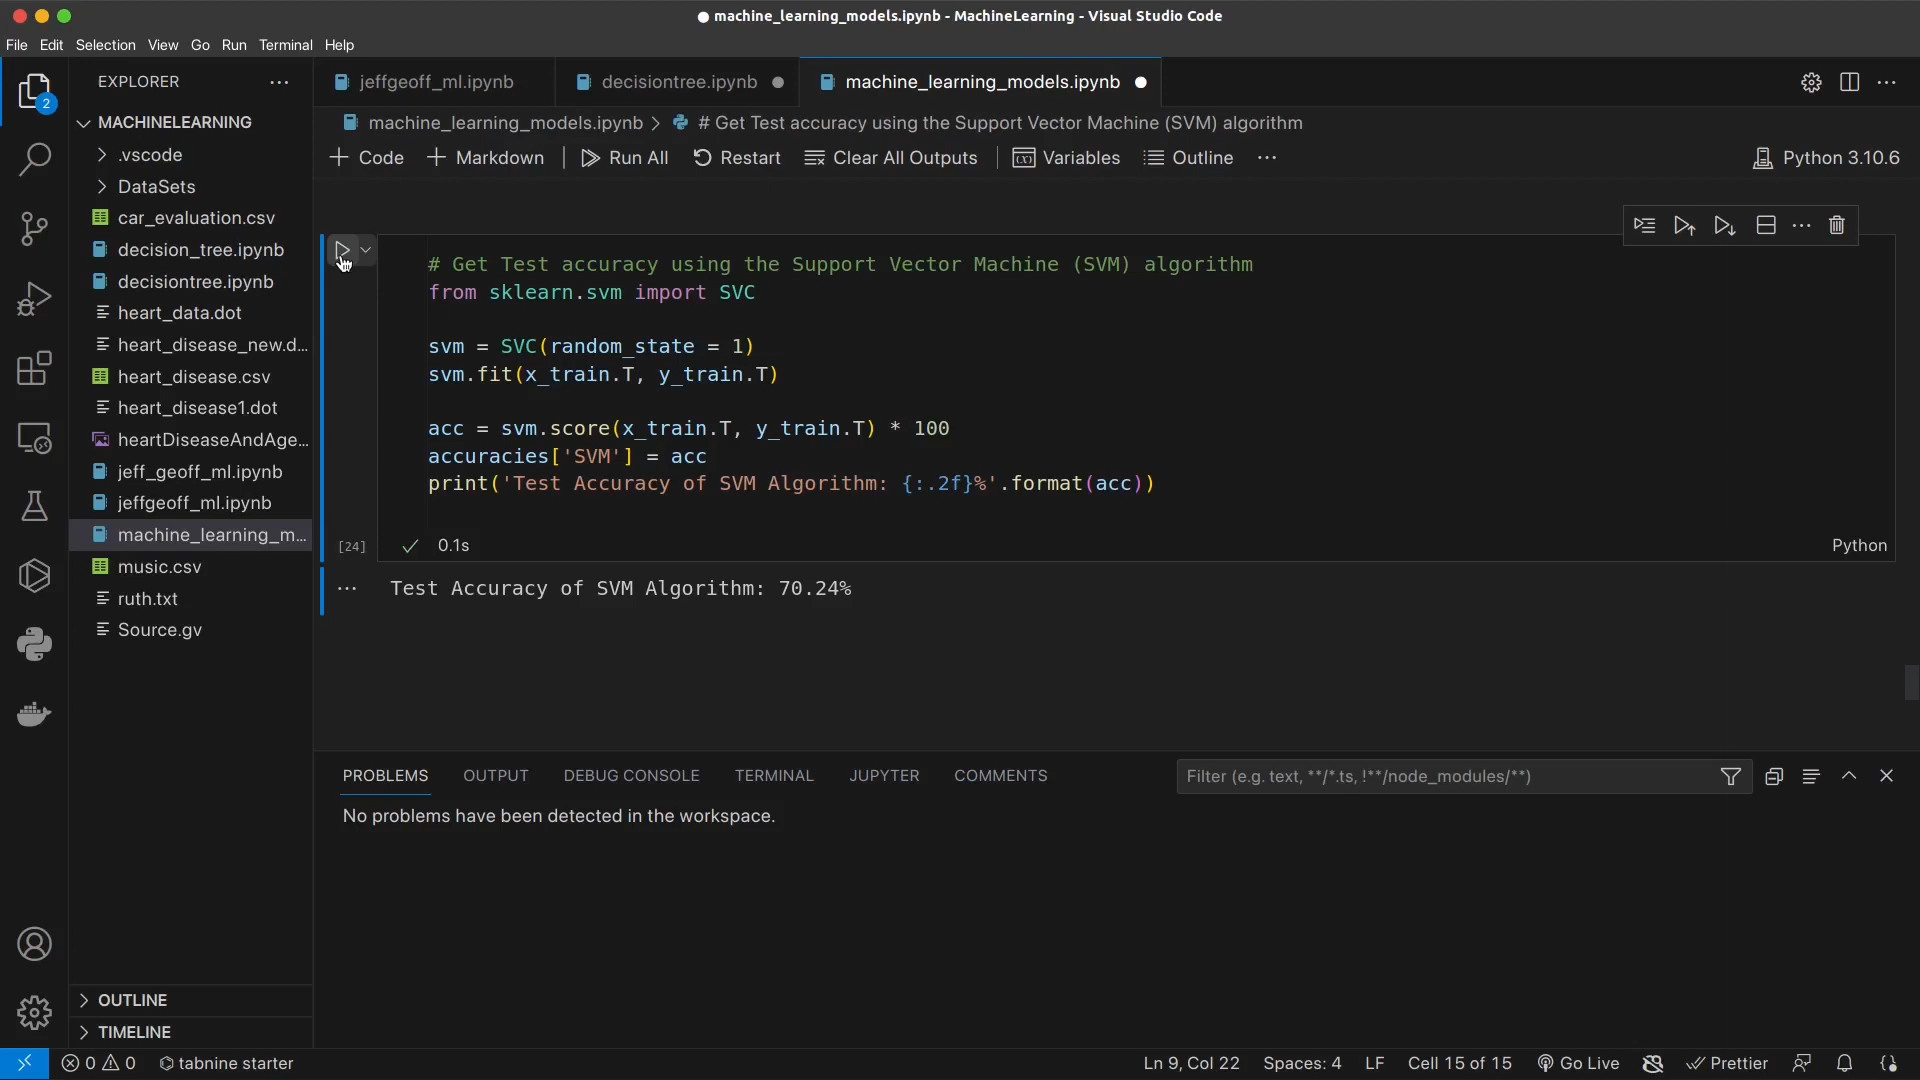 machine_learning_models.ipynb - MachineLearning - Visual Studio Code
File Edit Selection View Go Run Terminal Help
EXPLORER
2
MACHINELEARNING
.vscode
DataSets
car_evaluation.csv
decision_tree.ipynb
decisiontree.ipynb
heart_data.dot
heart_disease_new.d...
heart_disease.csv
heart_disease1.dot
heartDiseaseAndAge...
jeff_geoff_ml.ipynb
jeffgeoff_ml.ipynb
machine_learning_m...
music.csv
ruth.txt
Source.gv
OUTLINE
TIMELINE
jeffgeoff_ml.ipynb
decisiontree.ipynb
machine_learning_models.ipynb
machine_learning_models.ipynb > # Get Test accuracy using the Support Vector Machine (SVM) algorithm
+ Code + Markdown | Run All Restart Clear All Outputs | Variables Outline ...
Python 3.10.6
# Get Test accuracy using the Support Vector Machine (SVM) algorithm
from sklearn.svm import SVC
svm = SVC(random_state = 1)
svm.fit(x_train.T, y_train.T)
acc = svm.score(x_train.T, y_train.T) * 100
accuracies['SVM'] = acc
print('Test Accuracy of SVM Algorithm: {:.2f}%'.format(acc))
[24] 0.1s
Python
Test Accuracy of SVM Algorithm: 70.24%
PROBLEMS OUTPUT DEBUG CONSOLE TERMINAL JUPYTER COMMENTS
Filter (e.g. text, **/*.ts, !**/node_modules/**)
No problems have been detected in the workspace.
0 0 tabnine starter
Ln 9, Col 22 Spaces: 4 LF Cell 15 of 15 Go Live Prettier